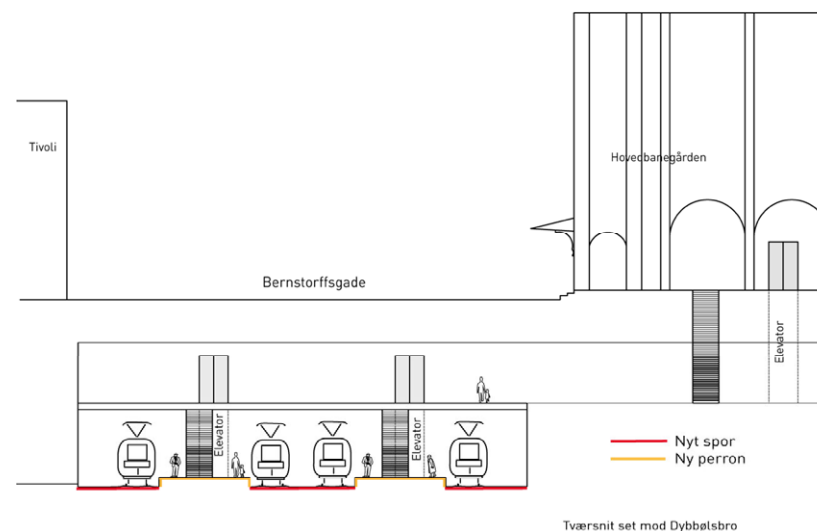 Tivoli
Hovedbanegården
Bernstorffsgade
Elevator
Elevator
Elevator
Nyt spor
Ny perron
Tværsnit set mod Dybbølsbro